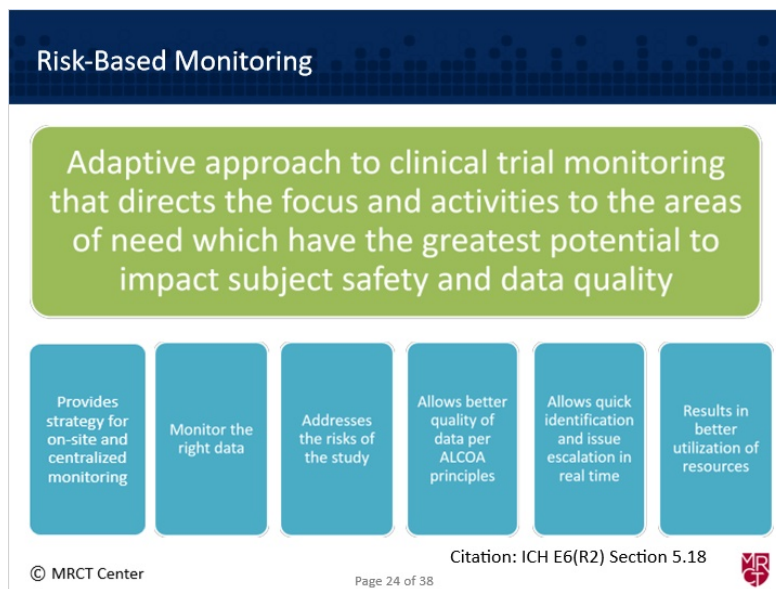 Risk-Based Monitoring
Adaptive approach to clinical trial monitoring
that directs the focus and activities to the areas
of need which have the greatest potential to
impact subject safety and data quality
Provides
strategy for
on-site and
centralized
monitoring
Monitor the
right data
Addresses
the risks of
the study
Allows better
quality of
data per
ALCOA
principles
Allows quick
identification
and issue
escalation in
real time
Results in
better
utilization of
resources
Citation: ICH E6(R2) Section 5.18
© MRCT Center
Page 24 of 38
MR
CT